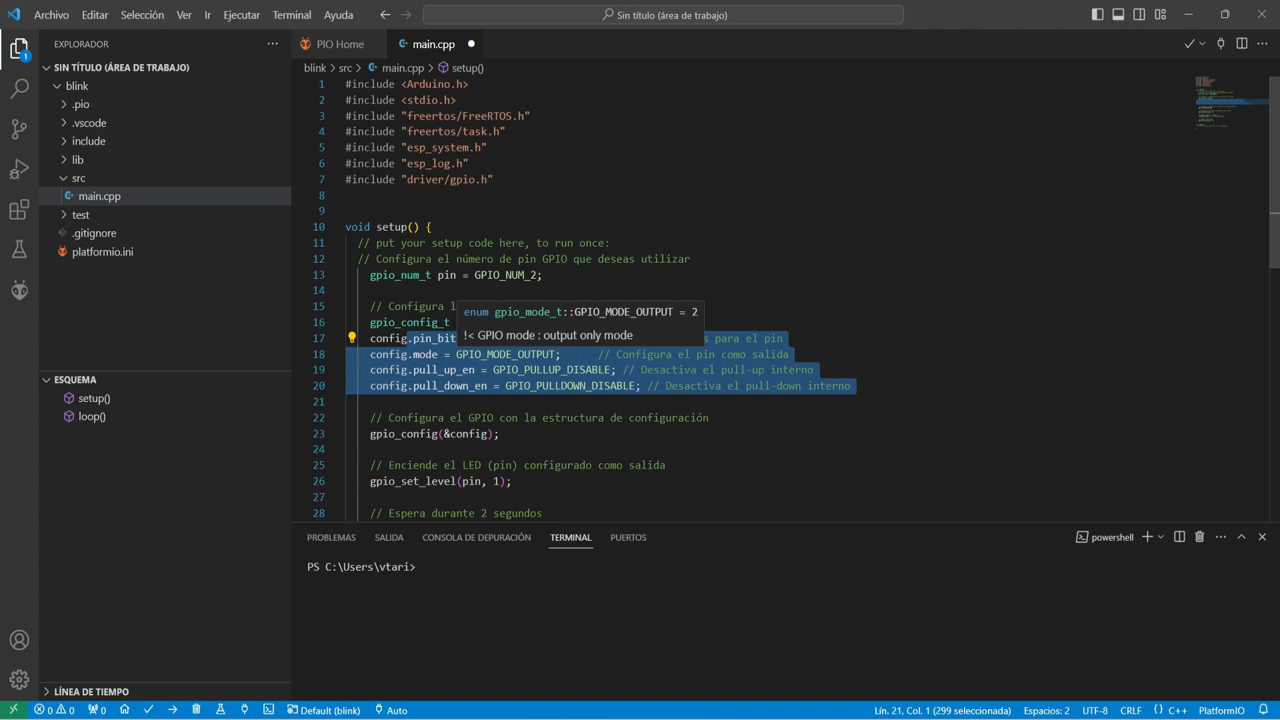 Archivo Editar Selección Ver Ir Ejecutar Terminal Ayuda
Sin título (área de trabajo)
EXPLORADOR
PIO Home
main.cpp
SIN TÍTULO (ÁREA DE TRABAJO)
blink
.pio
.vscode
include
lib
src
main.cpp
test
.gitignore
platformio.ini
ESQUEMA
setup()
loop()
LÍNEA DE TIEMPO
1
blink > src > main.cpp > setup()
1 #include <Arduino.h>
2 #include <stdio.h>
3 #include "freertos/FreeRTOS.h"
4 #include "freertos/task.h"
5 #include "esp_system.h"
6 #include "esp_log.h"
7 #include "driver/gpio.h"
8
9
10 void setup() {
11 // put your setup code here, to run once:
12 // Configura el número de pin GPIO que deseas utilizar
13 gpio_num_t pin = GPIO_NUM_2;
14
15 // Configura l
16 gpio_config_t
enum gpio_mode_t::GPIO_MODE_OUTPUT = 2
!< GPIO mode : output only mode
17 config.pin_bit s para el pin
18 config.mode = GPIO_MODE_OUTPUT; // Configura el pin como salida
19 config.pull_up_en = GPIO_PULLUP_DISABLE; // Desactiva el pull-up interno
20 config.pull_down_en = GPIO_PULLDOWN_DISABLE; // Desactiva el pull-down interno
21
22 // Configura el GPIO con la estructura de configuración
23 gpio_config(&config);
24
25 // Enciende el LED (pin) configurado como salida
26 gpio_set_level(pin, 1);
27
28 // Espera durante 2 segundos
PROBLEMAS SALIDA CONSOLA DE DEPURACIÓN TERMINAL PUERTOS
powershell
PS C:\Users\vtari>
0 0 0 Default (blink) Auto
Lín. 21, Col. 1 (299 seleccionada) Espacios: 2 UTF-8 CRLF {} C++ PlatformIO